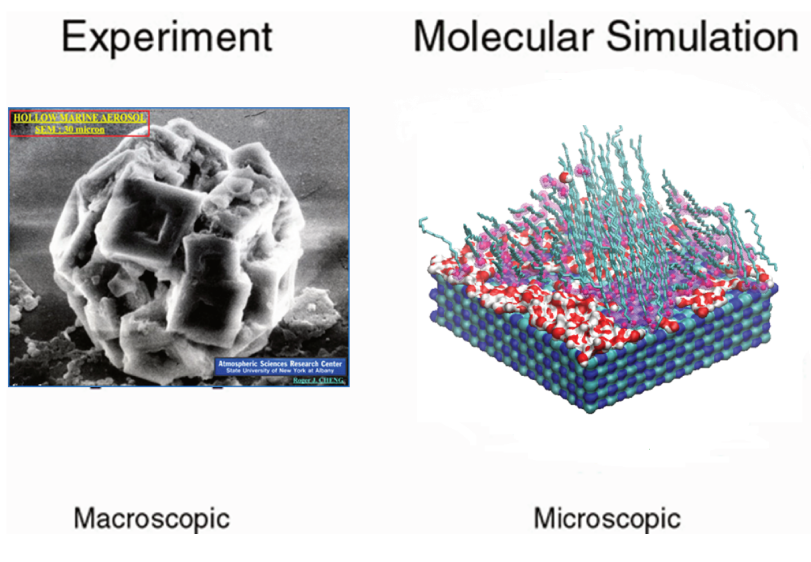 Experiment
Molecular Simulation
HOLLOW MARINE AEROSOL
SEM : 30 micron
Atmospheric Sciences Research Center
State University of New York at Albany
Roger J. CHENG
Macroscopic
Microscopic